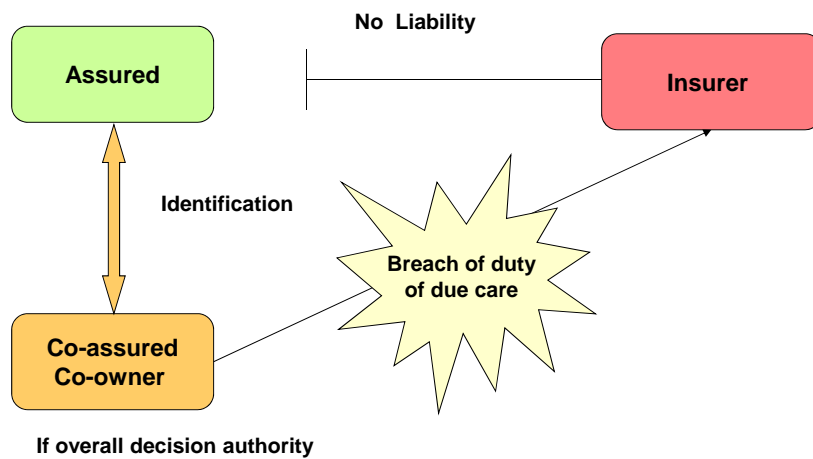 No Liability
Assured
Insurer
Identification
Breach of duty
of due care
Co-assured
Co-owner
If overall decision authority